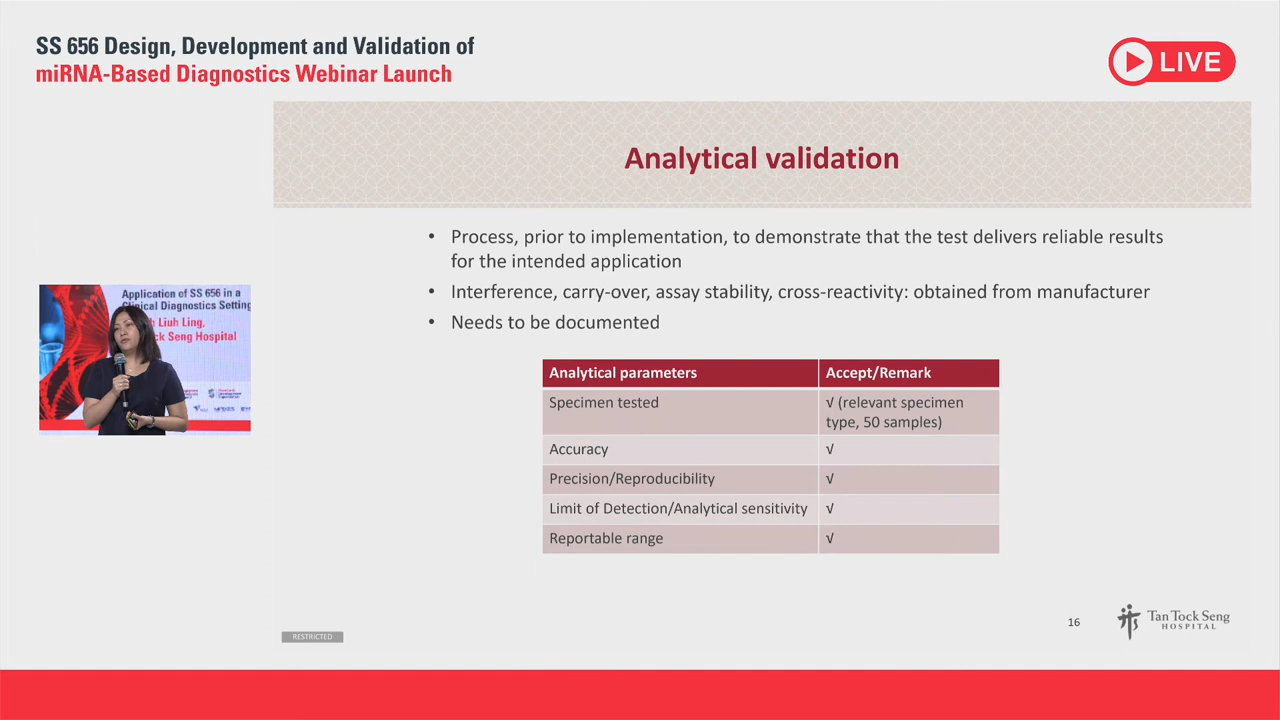 SS 656 Design, Development and Validation of
miRNA-Based Diagnostics Webinar Launch
LIVE
Analytical validation
• Process, prior to implementation, to demonstrate that the test delivers reliable results
for the intended application
• Interference, carry-over, assay stability, cross-reactivity: obtained from manufacturer
• Needs to be documented
Application of SS 656 in a
Clinical Diagnostics Setting
Liuh Ling,
Seng Hospital
Analytical parameters Accept/Remark
Specimen tested √ (relevant specimen
type, 50 samples)
Accuracy √
Precision/Reproducibility √
Limit of Detection/Analytical sensitivity √
Reportable range √
RESTRICTED
16
Tan Tock Seng
HOSPITAL